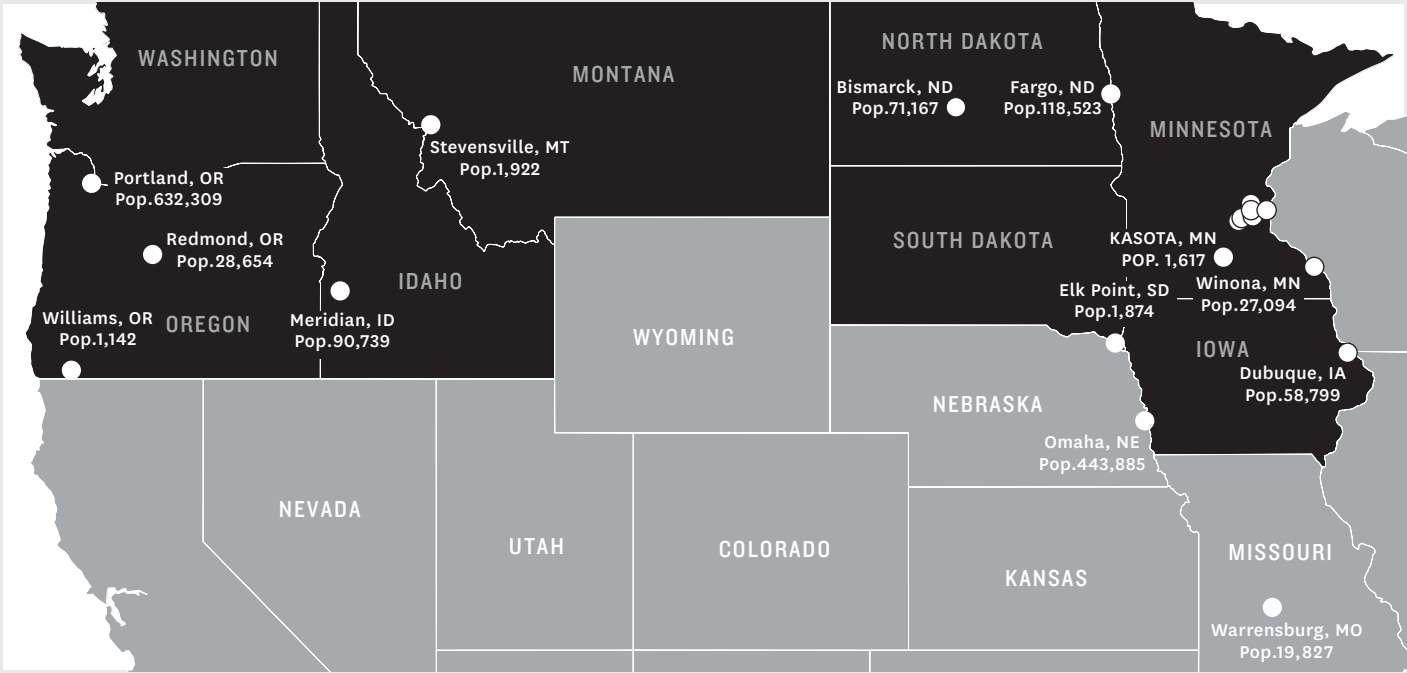 WASHINGTON
MONTANA
NORTH DAKOTA
Bismarck, ND
Pop.71,167
Fargo, ND
Pop.118,523
MINNESOTA
Stevensville, MT
Pop.1,922
Portland, OR
Pop.632,309
Redmond, OR
Pop.28,654
SOUTH DAKOTA
KASOTA, MN
POP. 1,617
IDAHO
Elk Point, SD
Pop.1,874
Winona, MN
Pop.27,094
Williams, OR
Pop.1,142
OREGON
Meridian, ID
Pop.90,739
WYOMING
IOWA
Dubuque, IA
Pop.58,799
NEBRASKA
Omaha, NE
Pop.443,885
NEVADA
UTAH
COLORADO
KANSAS
MISSOURI
Warrensburg, MO
Pop.19,827